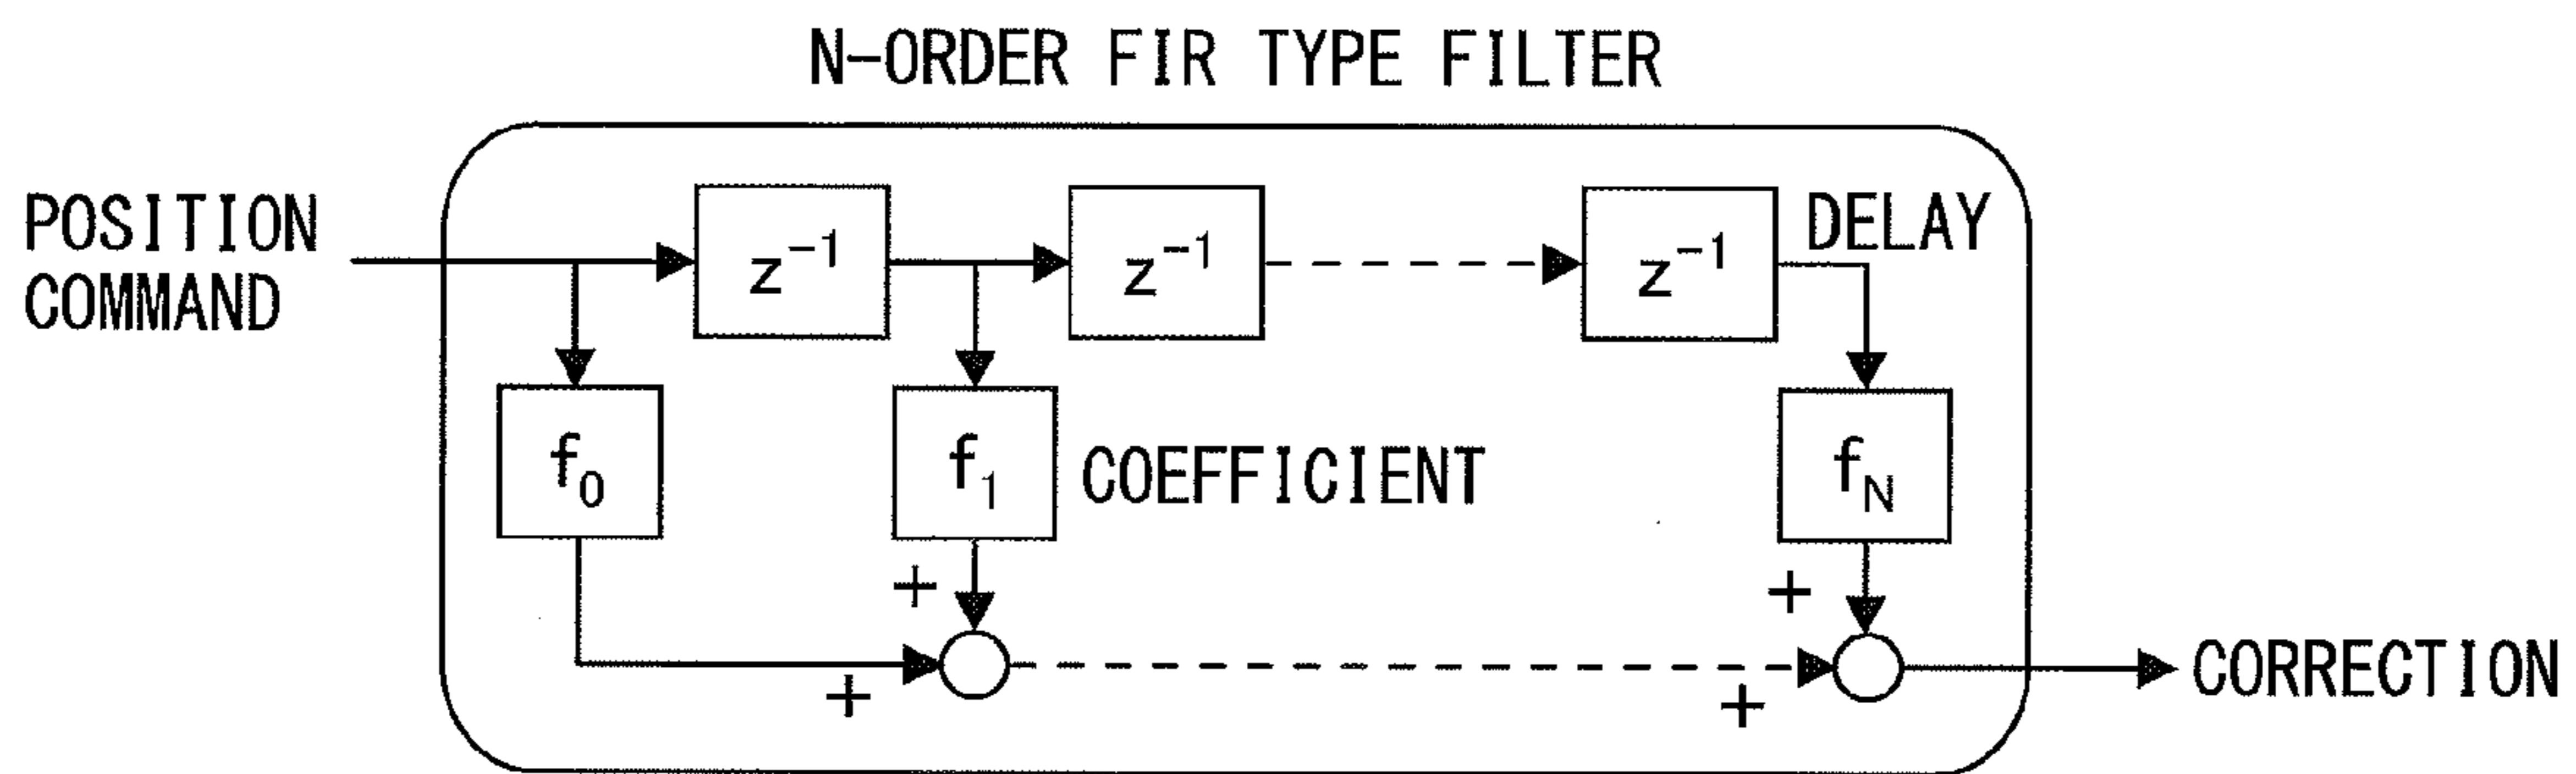 N-ORDER FIR TYPE FILTER
POSITION
COMMAND
z⁻¹
z⁻¹
z⁻¹
DELAY
f₀
f₁
COEFFICIENT
f_N
+
+
+
+
CORRECTION